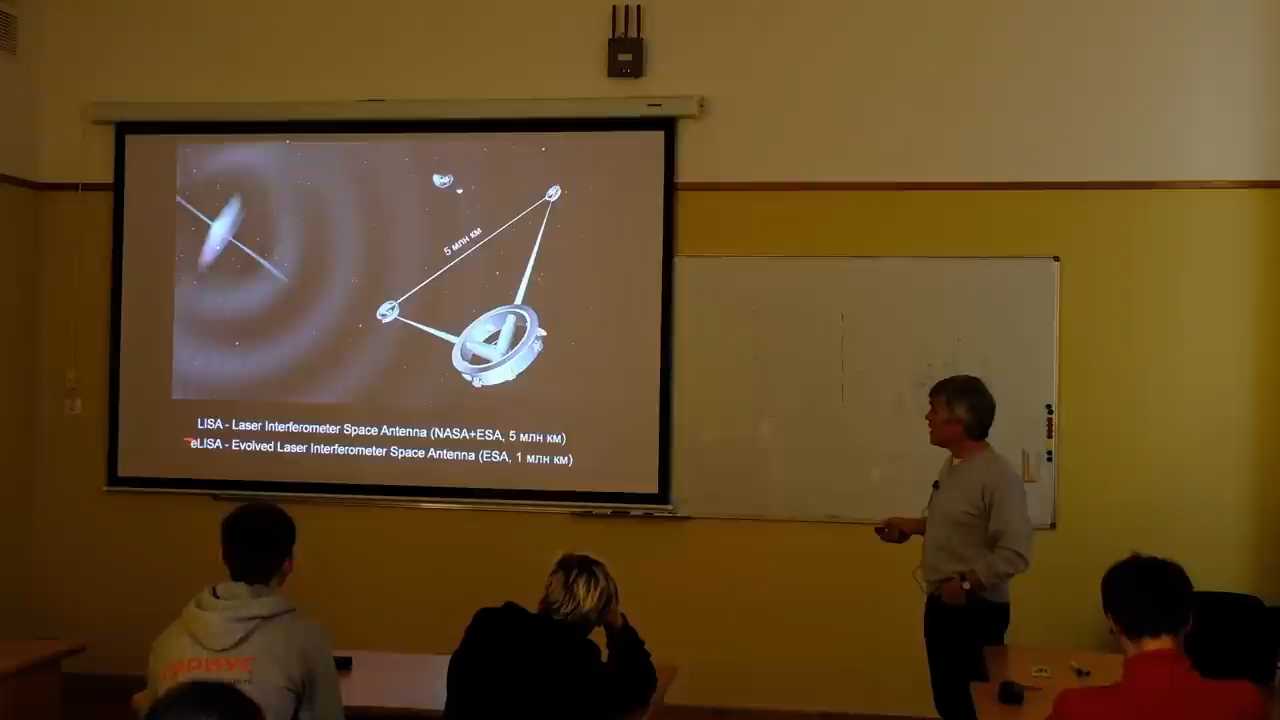 5 млн км
LISA - Laser Interferometer Space Antenna (NASA+ESA, 5 млн км)
eLISA - Evolved Laser Interferometer Space Antenna (ESA, 1 млн км)